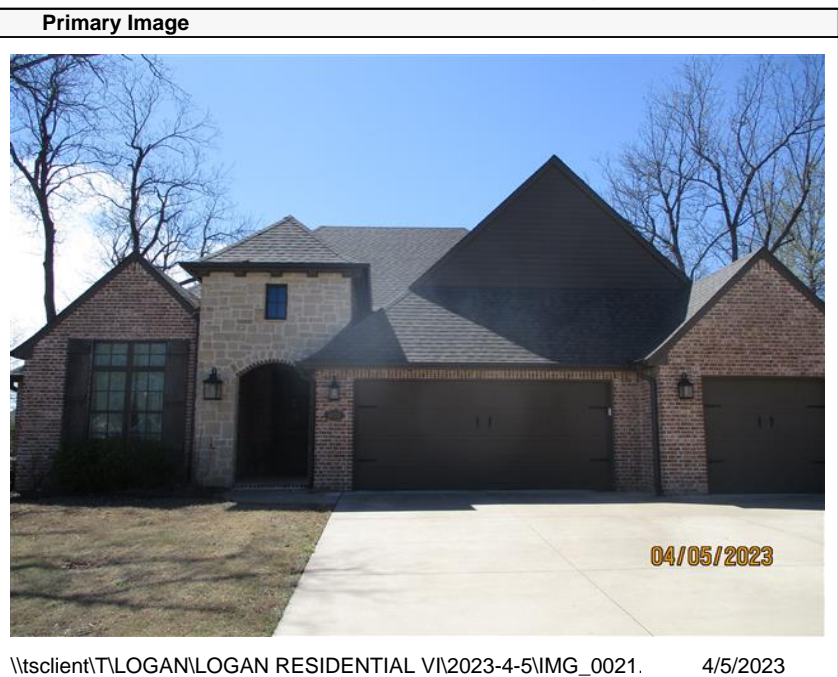 Primary Image
04/05/2023
\\tsclient\T\LOGAN\LOGAN RESIDENTIAL VI\2023-4-5\IMG_0021. 4/5/2023